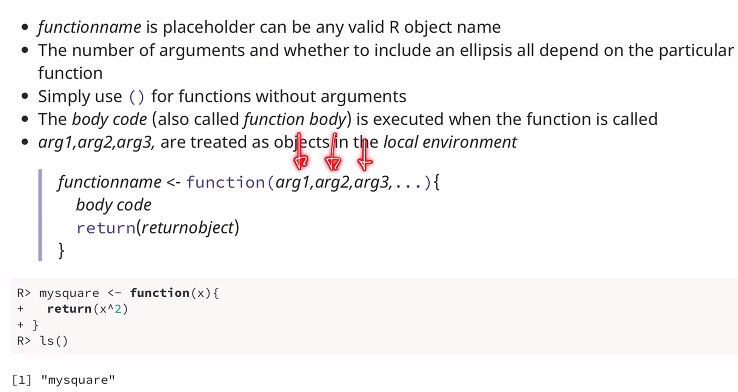 • functionname is placeholder can be any valid R object name
• The number of arguments and whether to include an ellipsis all depend on the particular
function
• Simply use () for functions without arguments
• The body code (also called function body) is executed when the function is called
• arg1,arg2,arg3, are treated as objects in the local environment
functionname <- function(arg1,arg2,arg3,...){
body code
return(returnobject)
}
R> mysquare <- function(x){
+   return(x^2)
+ }
R> ls()
[1] "mysquare"